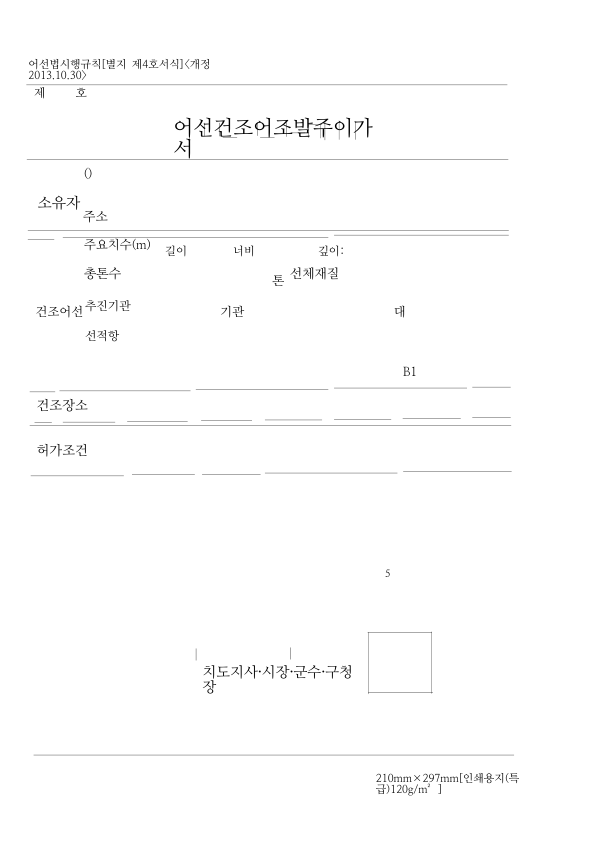 어선법시행규칙[별지 제4호서식]<개정
2013.10.30>
제 호
어선건조어조발주이가
서
()
소유자
주소
주요치수(m) 길이 너비 깊이:
총톤수 톤 선체재질
건조어선 추진기관 기관 대
선적항
B1
건조장소
허가조건
5
치도지사·시장·군수·구청
장
210mm×297mm[인쇄용지(특
급)120g/㎡ ]